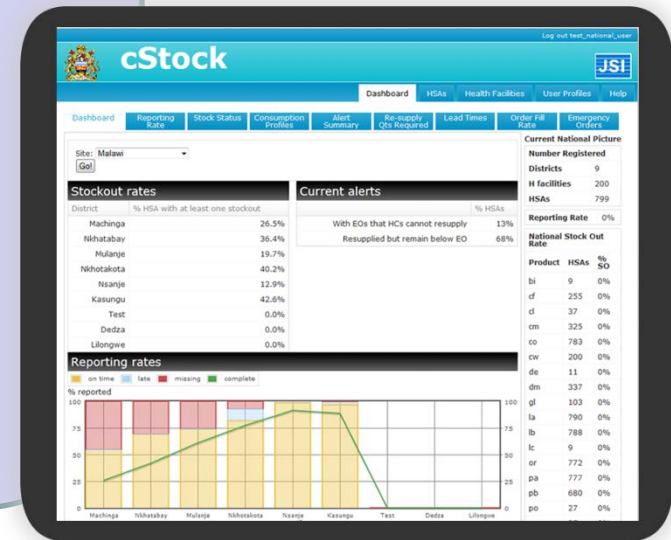 Log out test_national_user
cStock
JSI
Dashboard HSAs Health Facilities User Profiles Help
Dashboard Reporting Rate Stock Status Consumption Profiles Alert Summary Re-supply Qts Required Lead Times Order Fill Rate Emergency Orders
Site: Malawi
Go!
Stockout rates
District % HSA with at least one stockout
Machinga 26.5%
Nkhatabay 36.4%
Mulanje 19.7%
Nkhotakota 40.2%
Nsanje 12.9%
Kasungu 42.6%
Test 0.0%
Dedza 0.0%
Lilongwe 0.0%
Current alerts
% HSAs
With EOs that HCs cannot resupply 13%
Resupplied but remain below EO 68%
Reporting rates
on time late missing complete
% reported
100 100
75 75
50 50
25 25
0 0
Machinga Nkhatabay Mulanje Nkhotakota Nsanje Kasungu Test Dedza Lilongwe
Current National Picture
Number Registered
Districts 9
H facilities 200
HSAs 799
Reporting Rate 0%
National Stock Out
Rate
Product HSAs % SO
bi 9 0%
cf 255 0%
cl 37 0%
cm 325 0%
co 783 0%
cw 200 0%
de 11 0%
dm 337 0%
gl 103 0%
la 790 0%
lb 788 0%
lc 9 0%
or 772 0%
pa 777 0%
pb 680 0%
po 27 0%